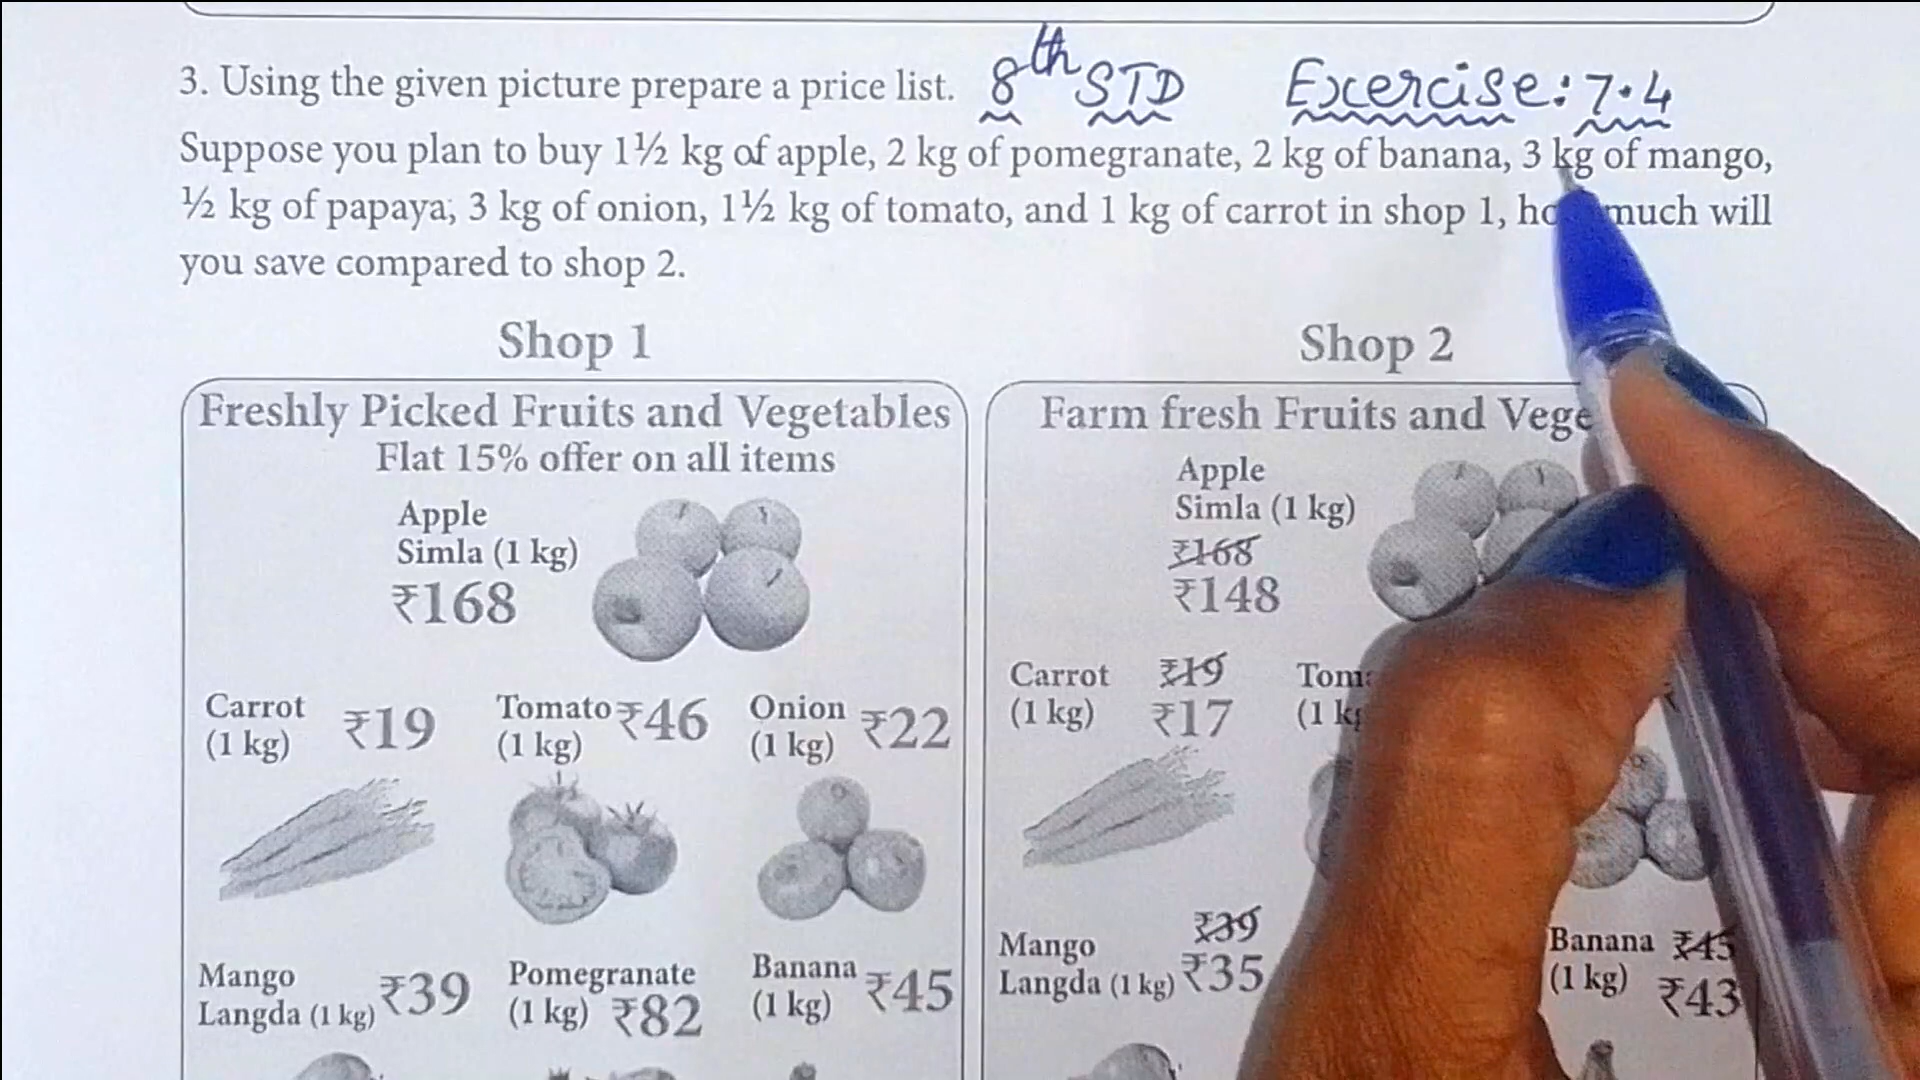 3. Using the given picture prepare a price list. 8th STD Exercise: 7.4
Suppose you plan to buy 1½ kg of apple, 2 kg of pomegranate, 2 kg of banana, 3 kg of mango,
½ kg of papaya, 3 kg of onion, 1½ kg of tomato, and 1 kg of carrot in shop 1, much will
you save compared to shop 2.
Shop 1
Freshly Picked Fruits and Vegetables
Flat 15% offer on all items
Apple
Simla (1 kg)
₹168
Carrot
(1 kg)
₹19
Tomato
(1 kg)
₹46
Onion
(1 kg)
₹22
Mango
Langda (1 kg)
₹39
Pomegranate
(1 kg) ₹82
Banana
(1 kg)
₹45
Shop 2
Farm fresh Fruits and
Apple
Simla (1 kg)
₹168
₹148
Carrot
(1 kg)
₹19
₹17
Mango
Langda (1 kg)
₹39
₹35
Banana
(1 kg)
₹45
₹43